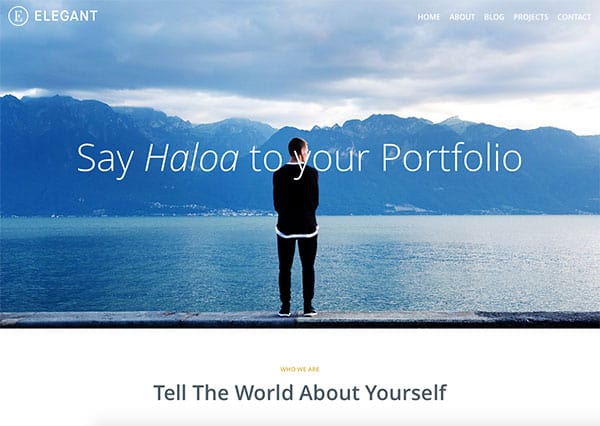 E ELEGANT
HOME ABOUT BLOG PROJECTS CONTACT
Say Haloa to your Portfolio
WHO WE ARE
Tell The World About Yourself